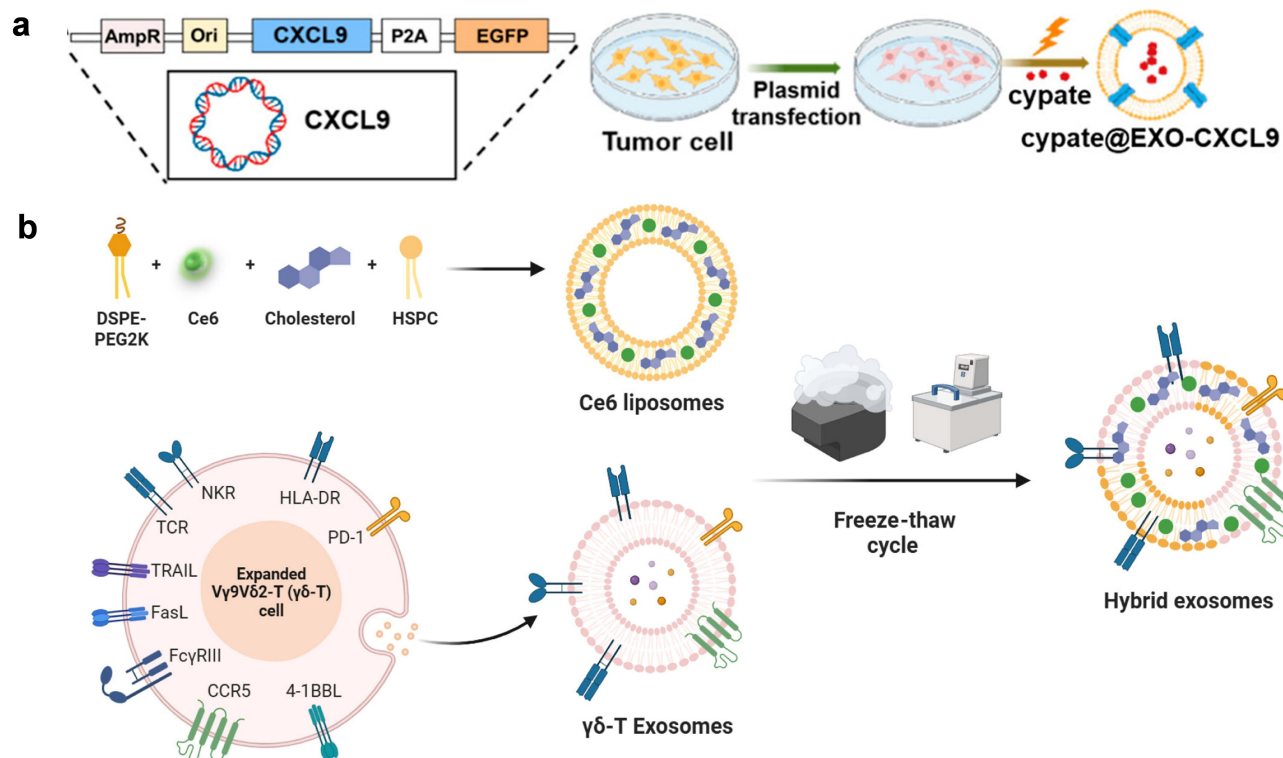 a
AmpR Ori CXCL9 P2A EGFP
CXCL9
Tumor cell
Plasmid
transfection
cypate
cypate@EXO-CXCL9
b
DSPE-
PEG2K
+
Ce6
+
Cholesterol
+
HSPC
Ce6 liposomes
NKR
TCR
HLA-DR
PD-1
TRAIL
FasL
FcγRIII
CCR5
4-1BBL
Expanded
Vγ9Vδ2-T (γδ-T)
cell
γδ-T Exosomes
Freeze-thaw
cycle
Hybrid exosomes